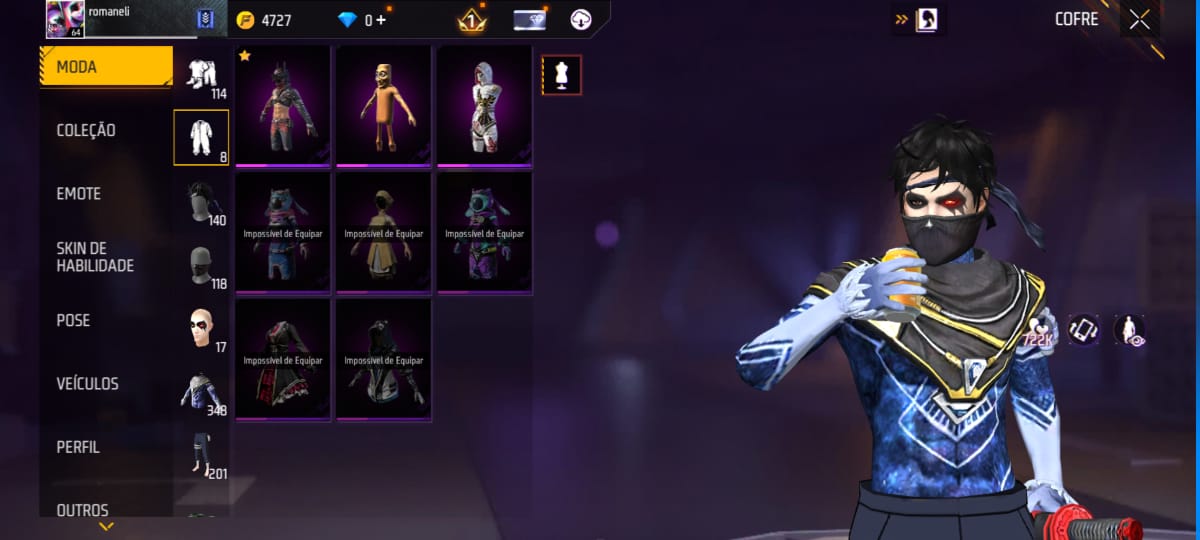 romaneli
64
4727
0 +
1
COFRE
MODA
114
COLEÇÃO
8
EMOTE
140
SKIN DE
HABILIDADE
118
POSE
17
VEÍCULOS
348
PERFIL
201
OUTROS
Impossível de Equipar
Impossível de Equipar
Impossível de Equipar
Impossível de Equipar
Impossível de Equipar
722K